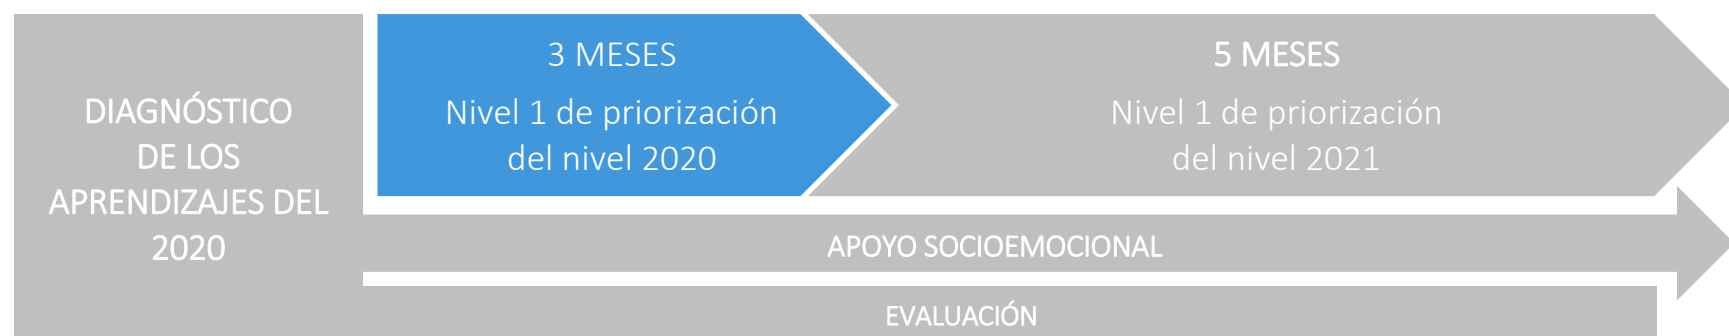 DIAGNÓSTICO
DE LOS
APRENDIZAJES DEL
2020
3 MESES
Nivel 1 de priorización
del nivel 2020
5 MESES
Nivel 1 de priorización
del nivel 2021
APOYO SOCIOEMOCIONAL
EVALUACIÓN